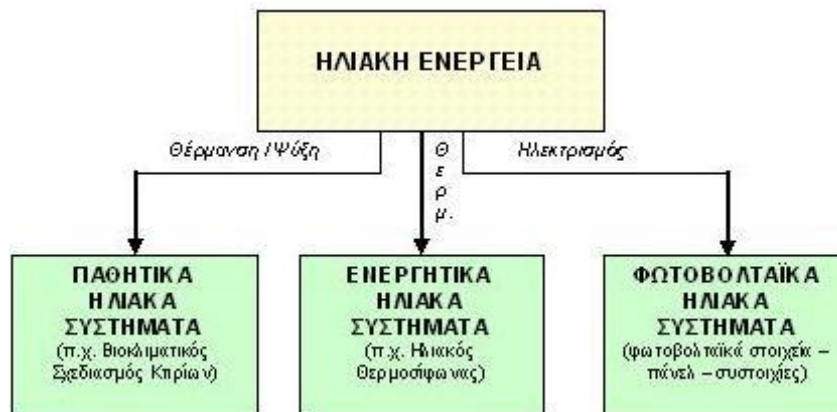 ΗΛΙΑΚΗ ΕΝΕΡΓΕΙΑ
Θέρμανση /Ψύξη
Θερμ.
Ηλεκτρισμός
ΠΑΘΗΤΙΚΑ
ΗΛΙΑΚΑ
ΣΥΣΤΗΜΑΤΑ
(π.χ. Βιοκλιματικός
Σχεδιασμός Κτιρίων)
ΕΝΕΡΓΗΤΙΚΑ
ΗΛΙΑΚΑ
ΣΥΣΤΗΜΑΤΑ
(π.χ. Ηλιακός
Θερμοσίφωνας)
ΦΩΤΟΒΟΛΤΑΪΚΑ
ΗΛΙΑΚΑ
ΣΥΣΤΗΜΑΤΑ
(φωτοβολταϊκά στοιχεία –
πάνελ – συστοιχίες)